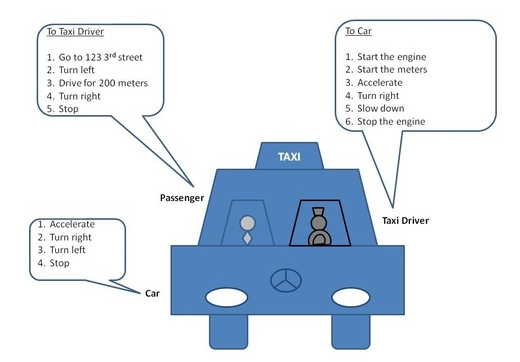 To Taxi Driver
1. Go to 123 3rd street
2. Turn left
3. Drive for 200 meters
4. Turn right
5. Stop
To Car
1. Start the engine
2. Start the meters
3. Accelerate
4. Turn right
5. Slow down
6. Stop the engine
TAXI
Passenger
Taxi Driver
1. Accelerate
2. Turn right
3. Turn left
4. Stop
Car